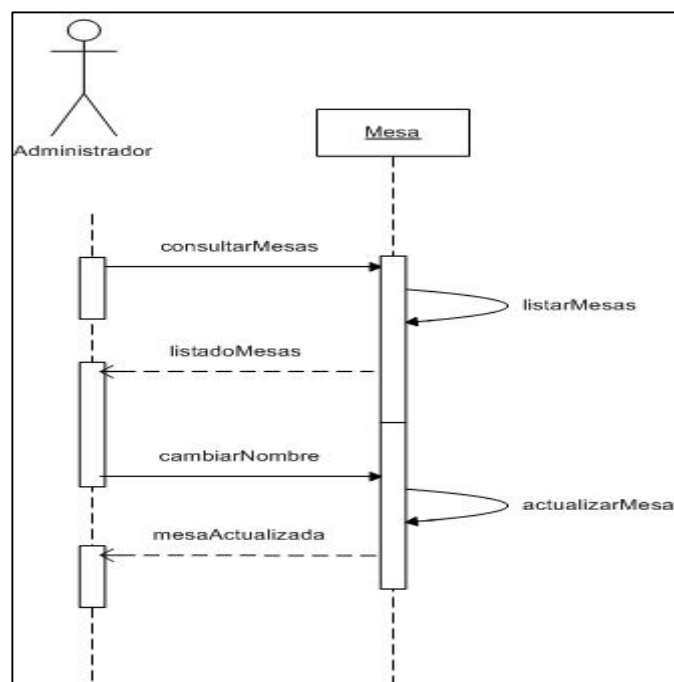 Administrador
Mesa
consultarMesas
listarMesas
listadoMesas
cambiarNombre
actualizarMesa
mesaActualizada